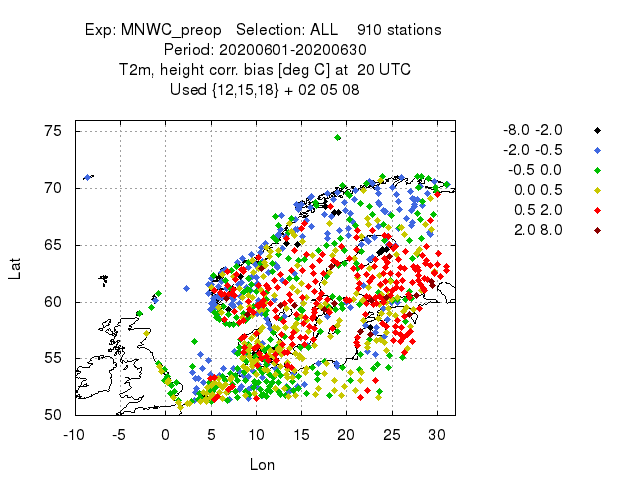 Exp: MNWC_preop   Selection: ALL    910 stations
Period: 20200601-20200630
T2m, height corr. bias [deg C] at  20 UTC
Used {12,15,18} + 02 05 08
-8.0 -2.0
-2.0 -0.5
-0.5 0.0
0.0 0.5
0.5 2.0
2.0 8.0
75
70
65
60
55
50
Lat
-10 -5 0 5 10 15 20 25 30
Lon